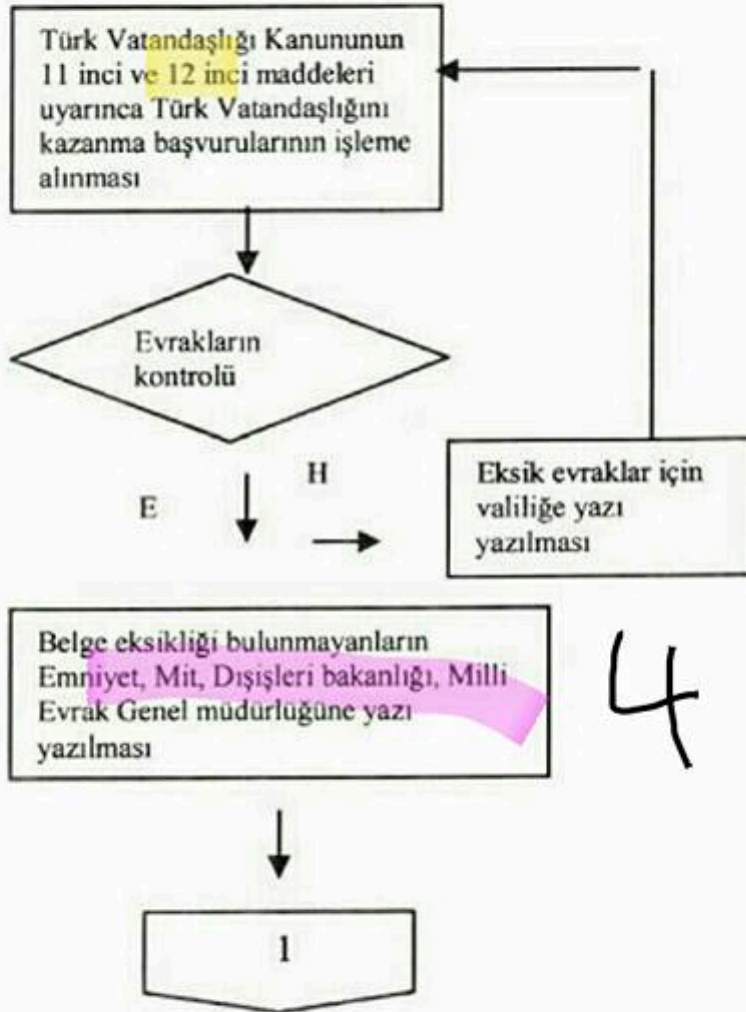 Türk Vatandaşlığı Kanununun
11 inci ve 12 inci maddeleri
uyarınca Türk Vatandaşlığını
kazanma başvurularının işleme
alınması
Evrakların
kontrolü
H
E
Eksik evraklar için
valiliğe yazı
yazılması
Belge eksikliği bulunmayanların
Emniyet, Mit, Dışişleri bakanlığı, Milli
Evrak Genel müdürlüğüne yazı
yazılması
4
1